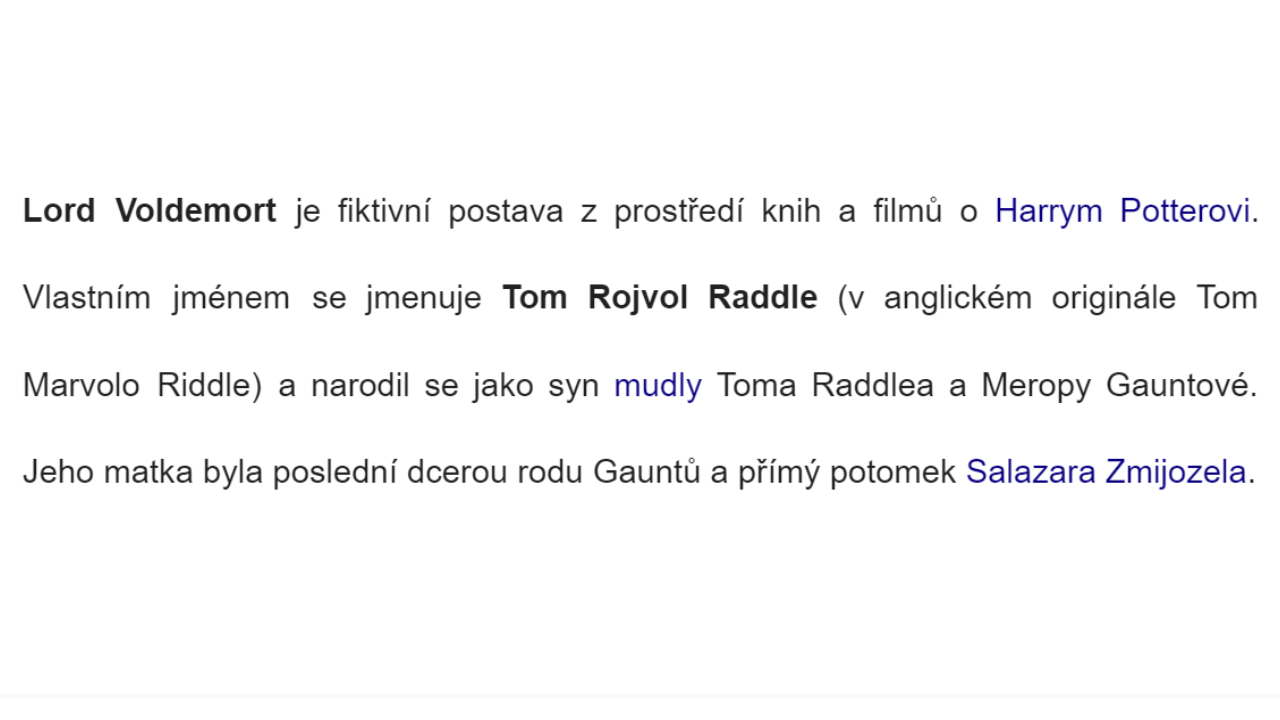 Lord Voldemort je fiktivní postava z prostředí knih a filmů o Harrym Potterovi.
Vlastním jménem se jmenuje Tom Rojvol Raddle (v anglickém originále Tom
Marvolo Riddle) a narodil se jako syn mudly Toma Raddlea a Meropy Gauntové.
Jeho matka byla poslední dcerou rodu Gauntů a přímý potomek Salazara Zmijozela.